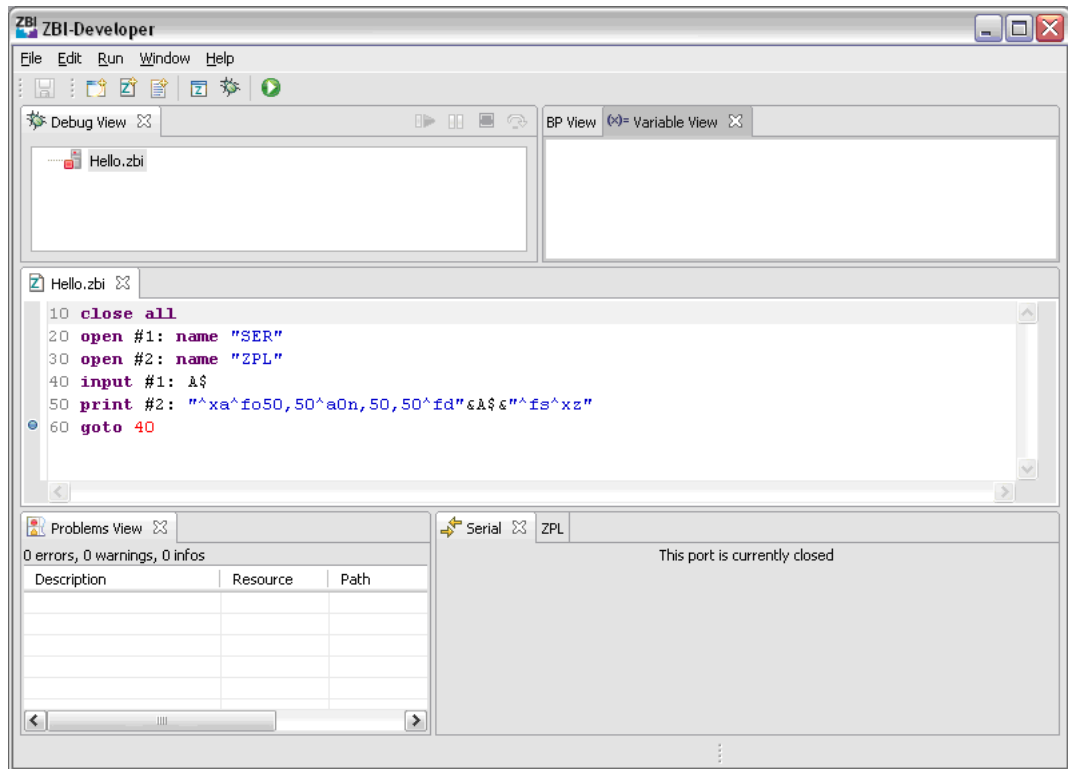 ZBI ZBI-Developer
File Edit Run Window Help
Debug View
BP View (x)= Variable View
Hello.zbi
Hello.zbi
10 close all
20 open #1: name "SER"
30 open #2: name "ZPL"
40 input #1: A$
50 print #2: "^xa^fo50,50^a0n,50,50^fd"&A$&"^fs^xz"
60 goto 40
Problems View
0 errors, 0 warnings, 0 infos
Description Resource Path
Serial ZPL
This port is currently closed